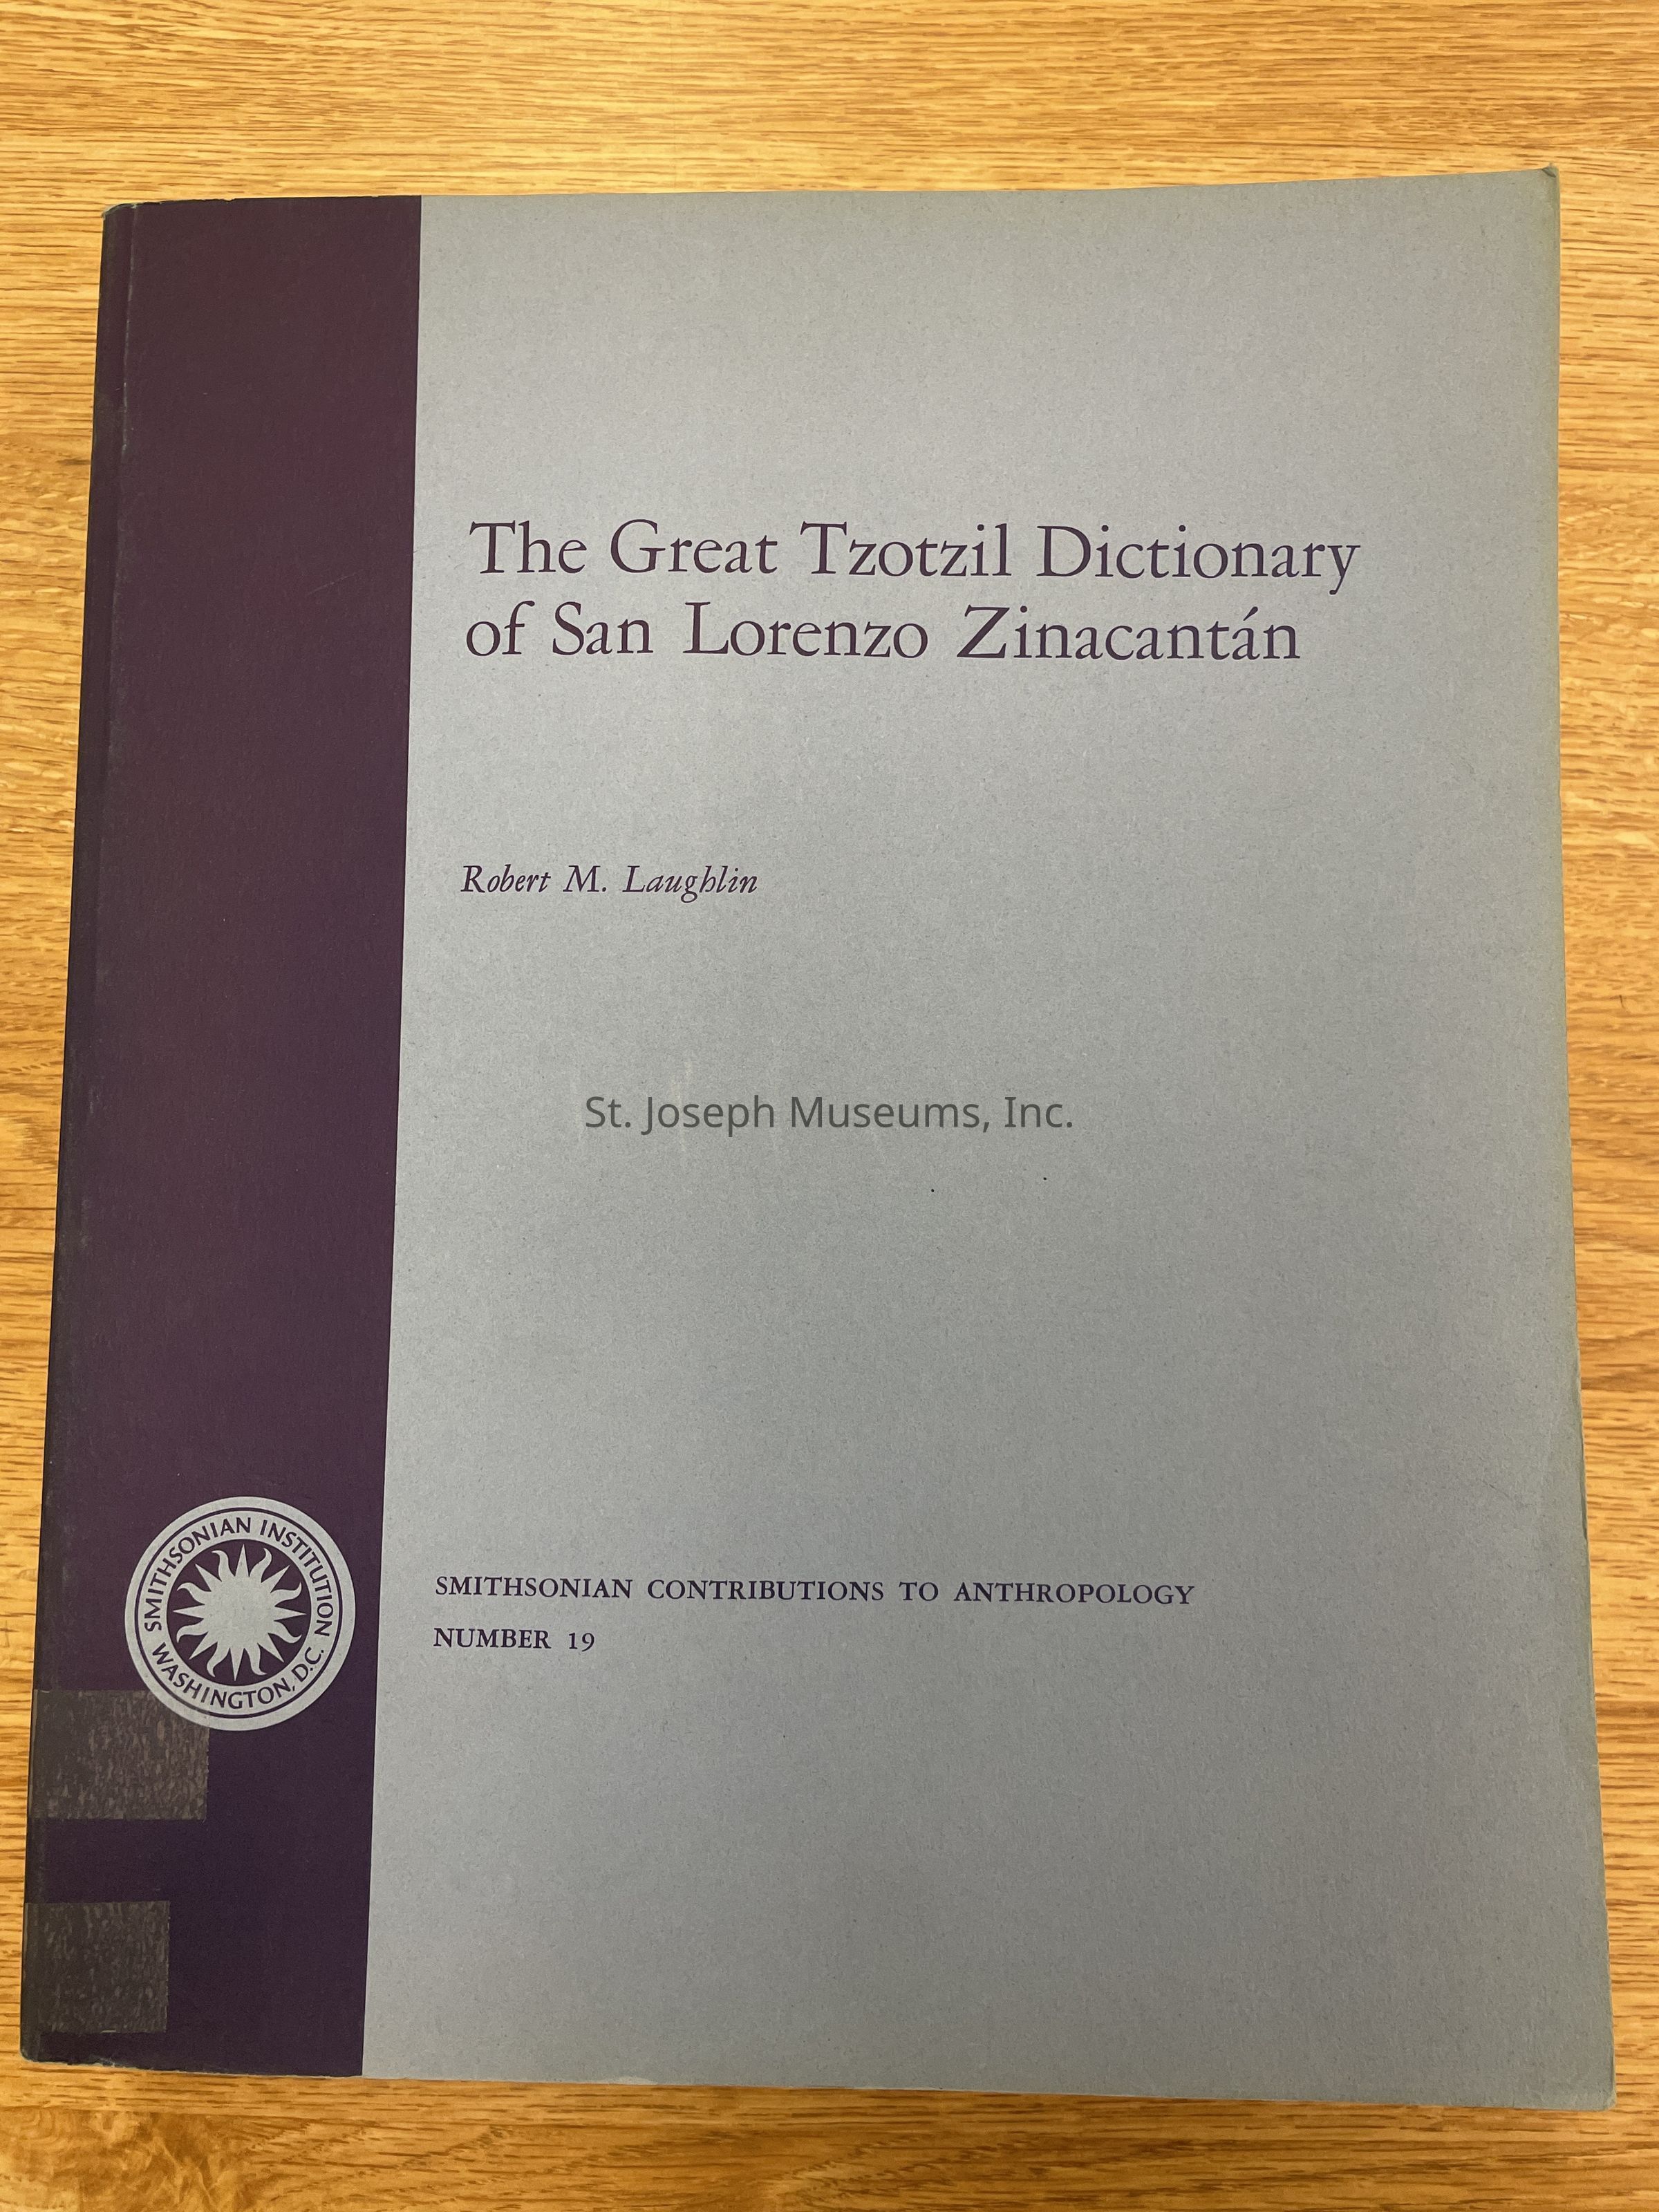 The Great Tzotzil Dictionary
of San Lorenzo Zinacantán
Robert M. Laughlin
St. Joseph Museums, Inc.
SMITHSONIAN INSTITUTION
WASHINGTON, D.C.
SMITHSONIAN CONTRIBUTIONS TO ANTHROPOLOGY
NUMBER 19